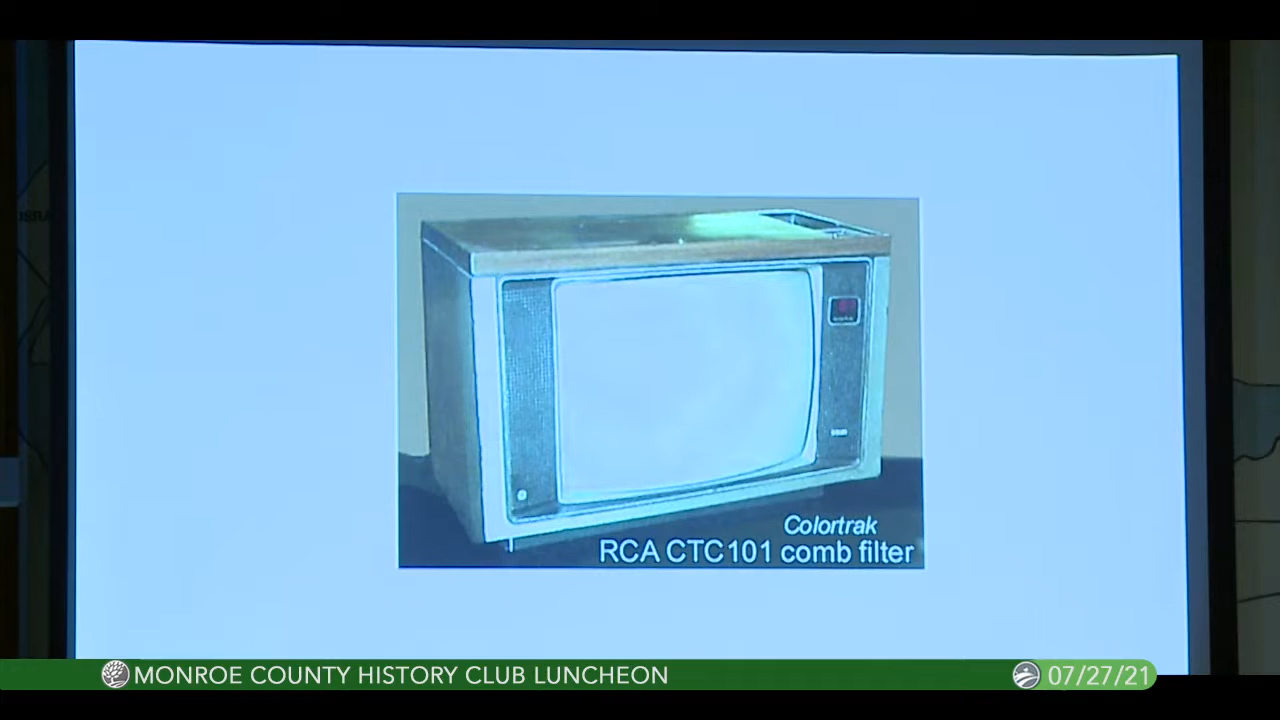 Colortrak
RCA CTC101 comb filter
MONROE COUNTY HISTORY CLUB LUNCHEON
07/27/21